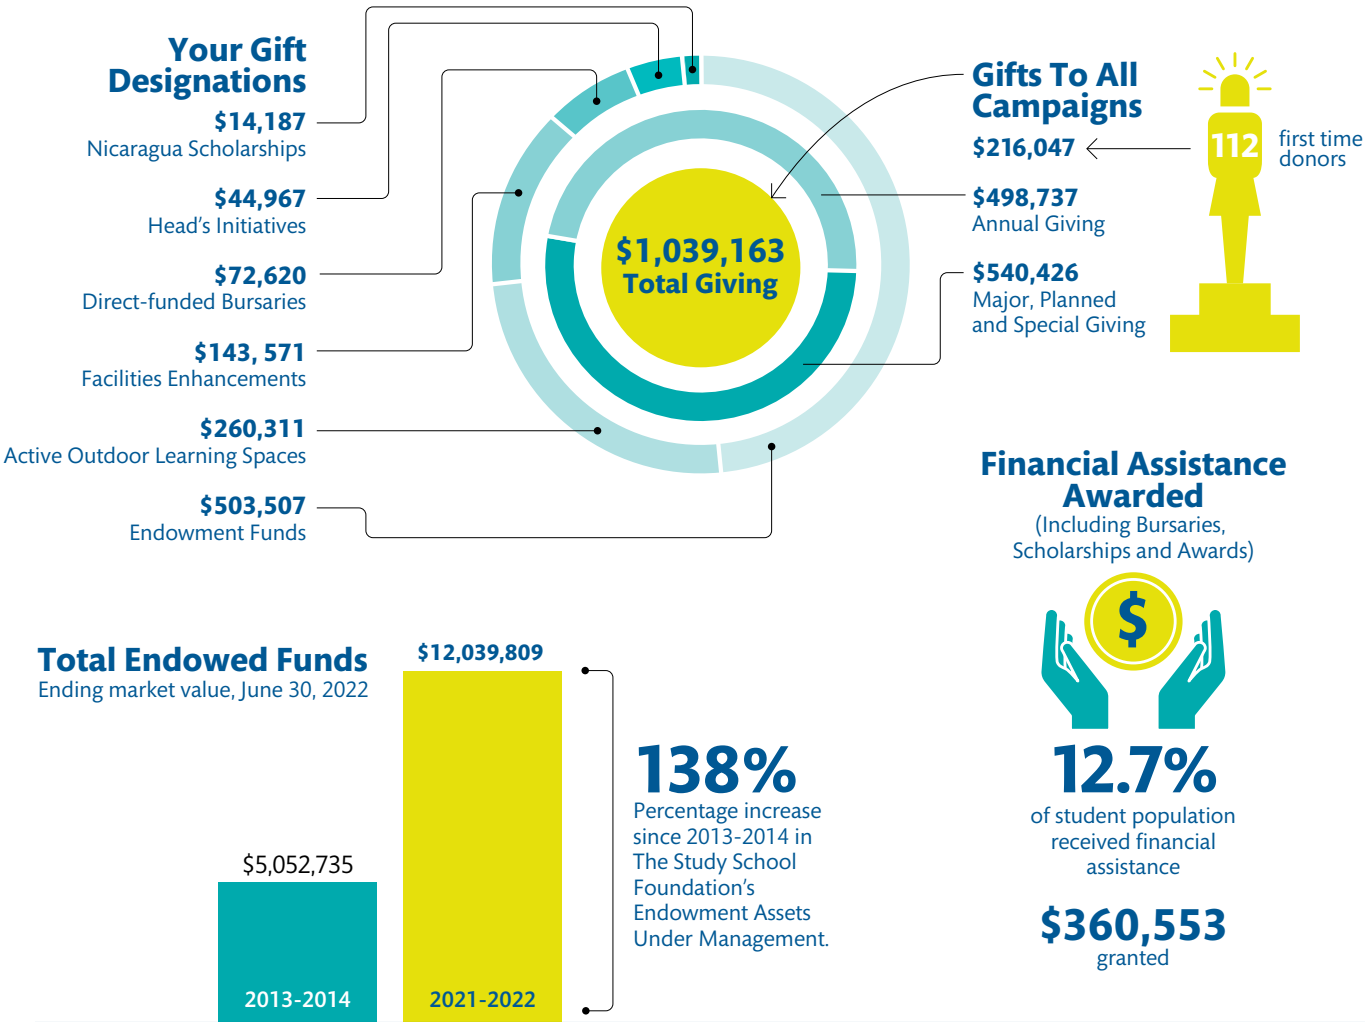 Your Gift
Designations
$14,187
Nicaragua Scholarships
$44,967
Head's Initiatives
$72,620
Direct-funded Bursaries
$143, 571
Facilities Enhancements
$260,311
Active Outdoor Learning Spaces
$503,507
Endowment Funds
$1,039,163
Total Giving
Gifts To All
Campaigns
$216,047
112
first time
donors
$498,737
Annual Giving
$540,426
Major, Planned
and Special Giving
Financial Assistance
Awarded
(Including Bursaries,
Scholarships and Awards)
$
12.7%
of student population
received financial
assistance
$360,553
granted
Total Endowed Funds
Ending market value, June 30, 2022
$12,039,809
$5,052,735
2013-2014
2021-2022
138%
Percentage increase
since 2013-2014 in
The Study School
Foundation's
Endowment Assets
Under Management.